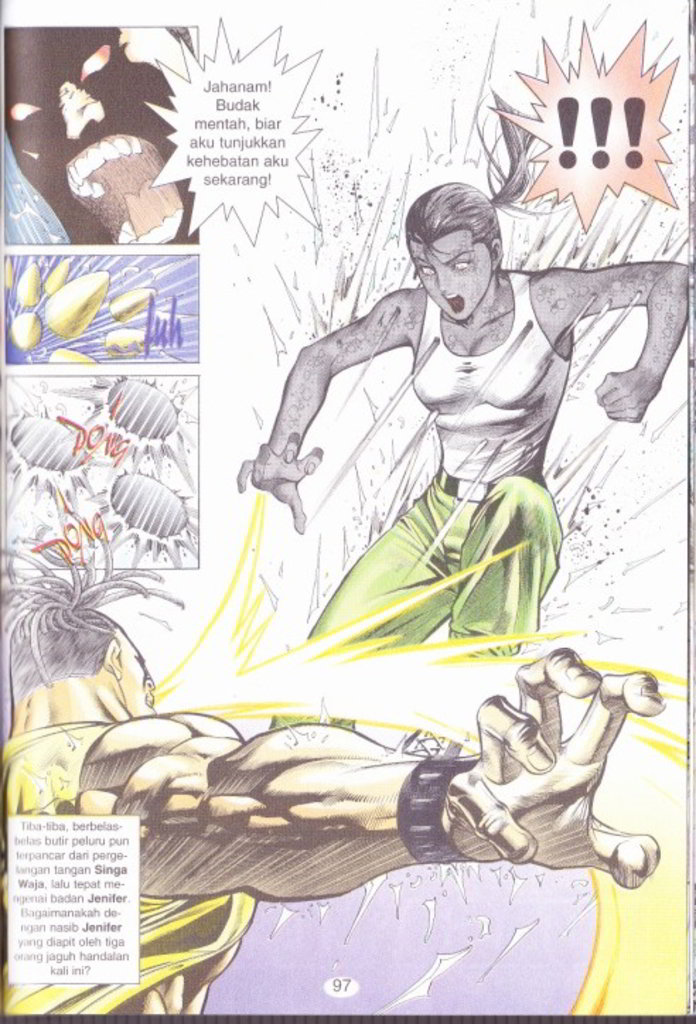 Jahanam!
Budak
mentah, biar
aku tunjukkan
kehebatan aku
sekarang!
!!!
DONG
DONG
Tiba-tiba, berbelas-
belas butir peluru pun
terpancar dari perge-
langan tangan Singa
Waja, lalu tepat me-
ngenai badan Jenifer.
Bagaimanakah de-
ngan nasib Jenifer
yang diapit oleh tiga
orang jaguh handalan
kali ini?
97